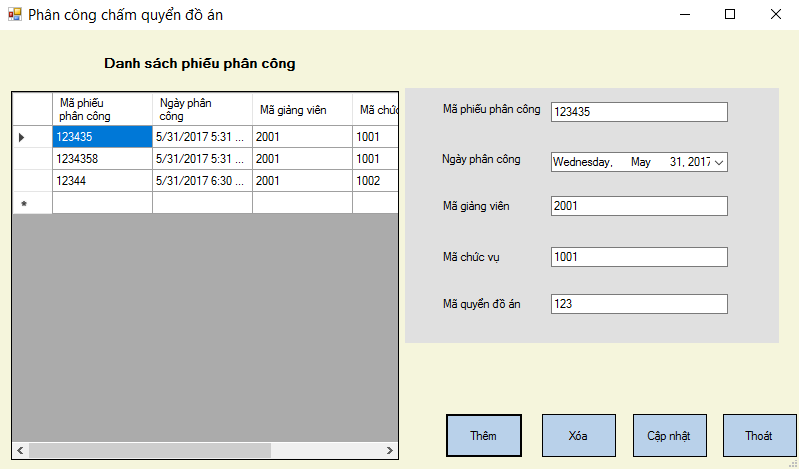 Phân công chấm quyển đồ án
Danh sách phiếu phân công
Mã phiếu phân công Ngày phân công Mã giảng viên Mã chức
123435 5/31/2017 5:31 ... 2001 1001
1234358 5/31/2017 5:31 ... 2001 1001
12344 5/31/2017 6:30 ... 2001 1002
*
Mã phiếu phân công 123435
Ngày phân công Wednesday, May 31, 2017
Mã giảng viên 2001
Mã chức vụ 1001
Mã quyển đồ án 123
Thêm Xóa Cập nhật Thoát